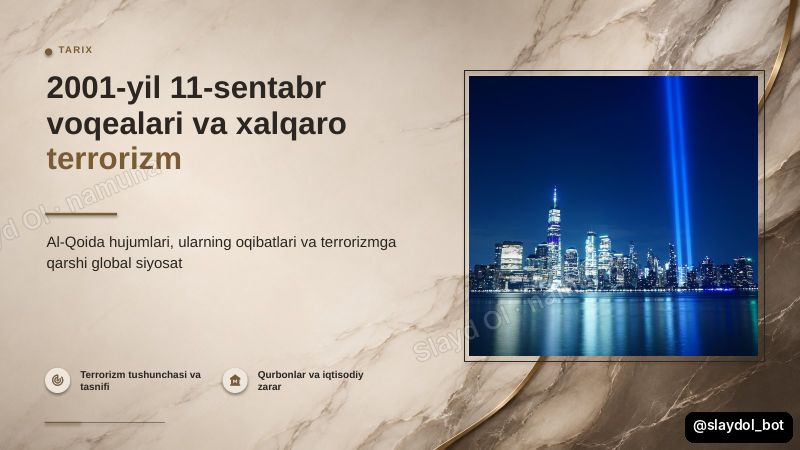 TARIX
2001-yil 11-sentabr
voqealari va xalqaro
terrorizm
Al-Qoida hujumlari, ularning oqibatlari va terrorizmga
qarshi global siyosat
Terrorizm tushunchasi va
tasnifi
Qurbonlar va iqtisodiy
zarar
@slaydol_bot